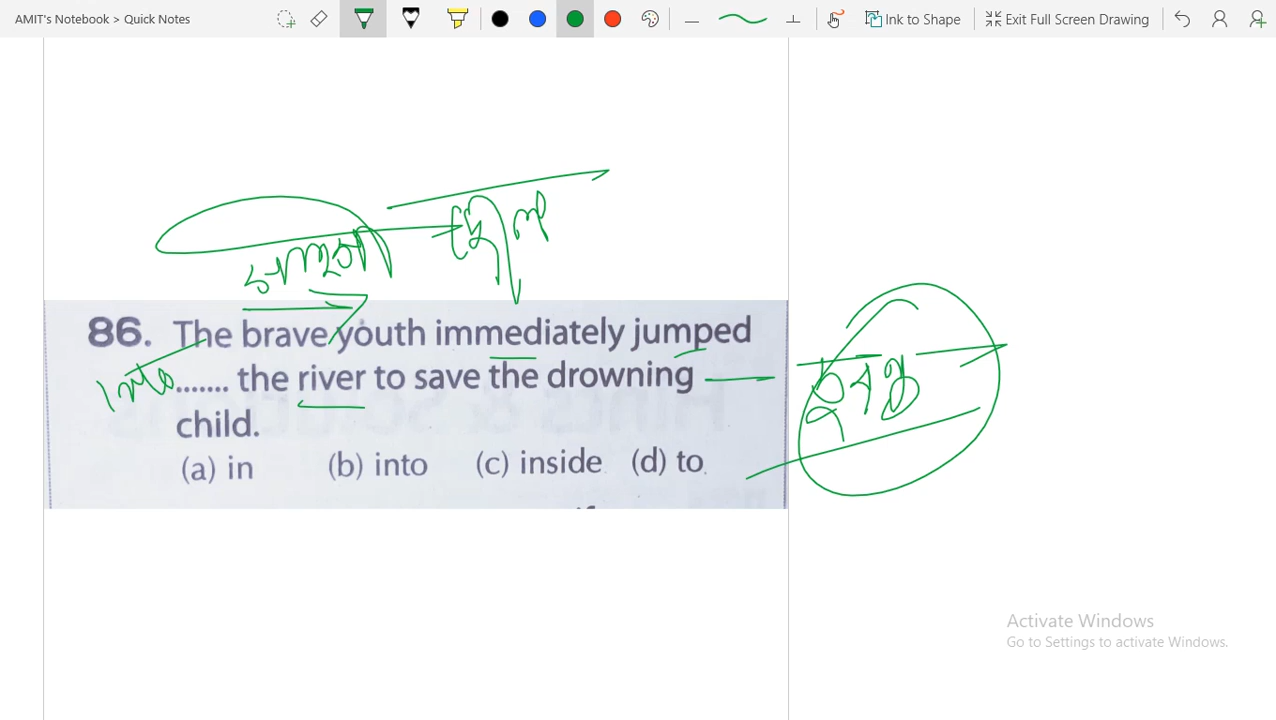 AMIT's Notebook > Quick Notes
Ink to Shape
Exit Full Screen Drawing
86. The brave youth immediately jumped
into ....... the river to save the drowning
child.
(a) in (b) into (c) inside (d) to
Activate Windows
Go to Settings to activate Windows.